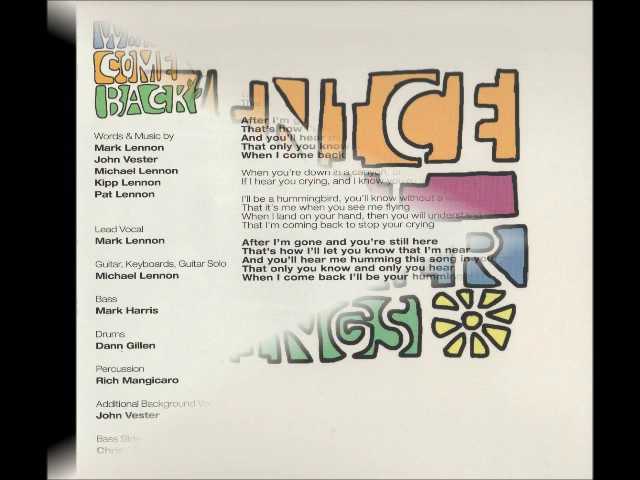 COME
BACK
Words & Music by
Mark Lennon
John Vester
Michael Lennon
Kipp Lennon
Pat Lennon
Lead Vocal
Mark Lennon
Guitar, Keyboards, Guitar Solo
Michael Lennon
Bass
Mark Harris
Drums
Dann Gillen
Percussion
Rich Mangicaro
Additional Background
John Vester
Bass Slide
After I'm
That's how
And you'll hear
That only you know
When I come back
When you're down in a canyon, or
If I hear you crying, and I know
I'll be a hummingbird, you'll know without a
That it's me when you see me flying
When I land on your hand, then you will understand
That I'm coming back to stop your crying
After I'm gone and you're still here
That's how I'll let you know that I'm near
And you'll hear me humming this song in your
That only you know and only you hear
When I come back I'll be your
NICE